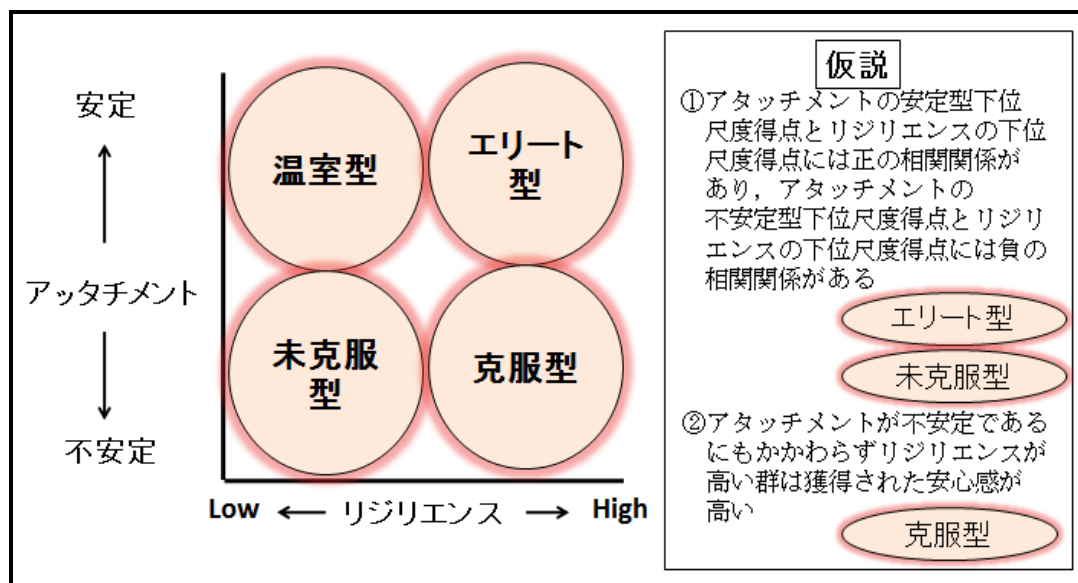 安定
アッタチメント
不安定
温室型
エリート
型
未克服
型
克服型
Low ← リジリエンス → High
仮説
①アタッチメントの安定型下位
尺度得点とリジリエンスの下位
尺度得点には正の相関関係が
あり，アタッチメントの
不安定型下位尺度得点とリジリ
エンスの下位尺度得点には負の
相関関係がある
エリート型
未克服型
②アタッチメントが不安定である
にもかかわらずリジリエンスが
高い群は獲得された安心感が
高い
克服型